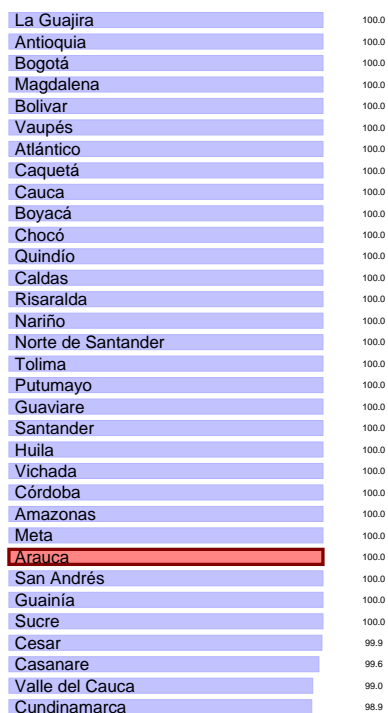 La Guajira 100.0
Antioquia 100.0
Bogotá 100.0
Magdalena 100.0
Bolivar 100.0
Vaupés 100.0
Atlántico 100.0
Caquetá 100.0
Cauca 100.0
Boyacá 100.0
Chocó 100.0
Quindío 100.0
Caldas 100.0
Risaralda 100.0
Nariño 100.0
Norte de Santander 100.0
Tolima 100.0
Putumayo 100.0
Guaviare 100.0
Santander 100.0
Huila 100.0
Vichada 100.0
Córdoba 100.0
Amazonas 100.0
Meta 100.0
Arauca 100.0
San Andrés 100.0
Guainía 100.0
Sucre 100.0
Cesar 99.9
Casanare 99.6
Valle del Cauca 99.0
Cundinamarca 98.9